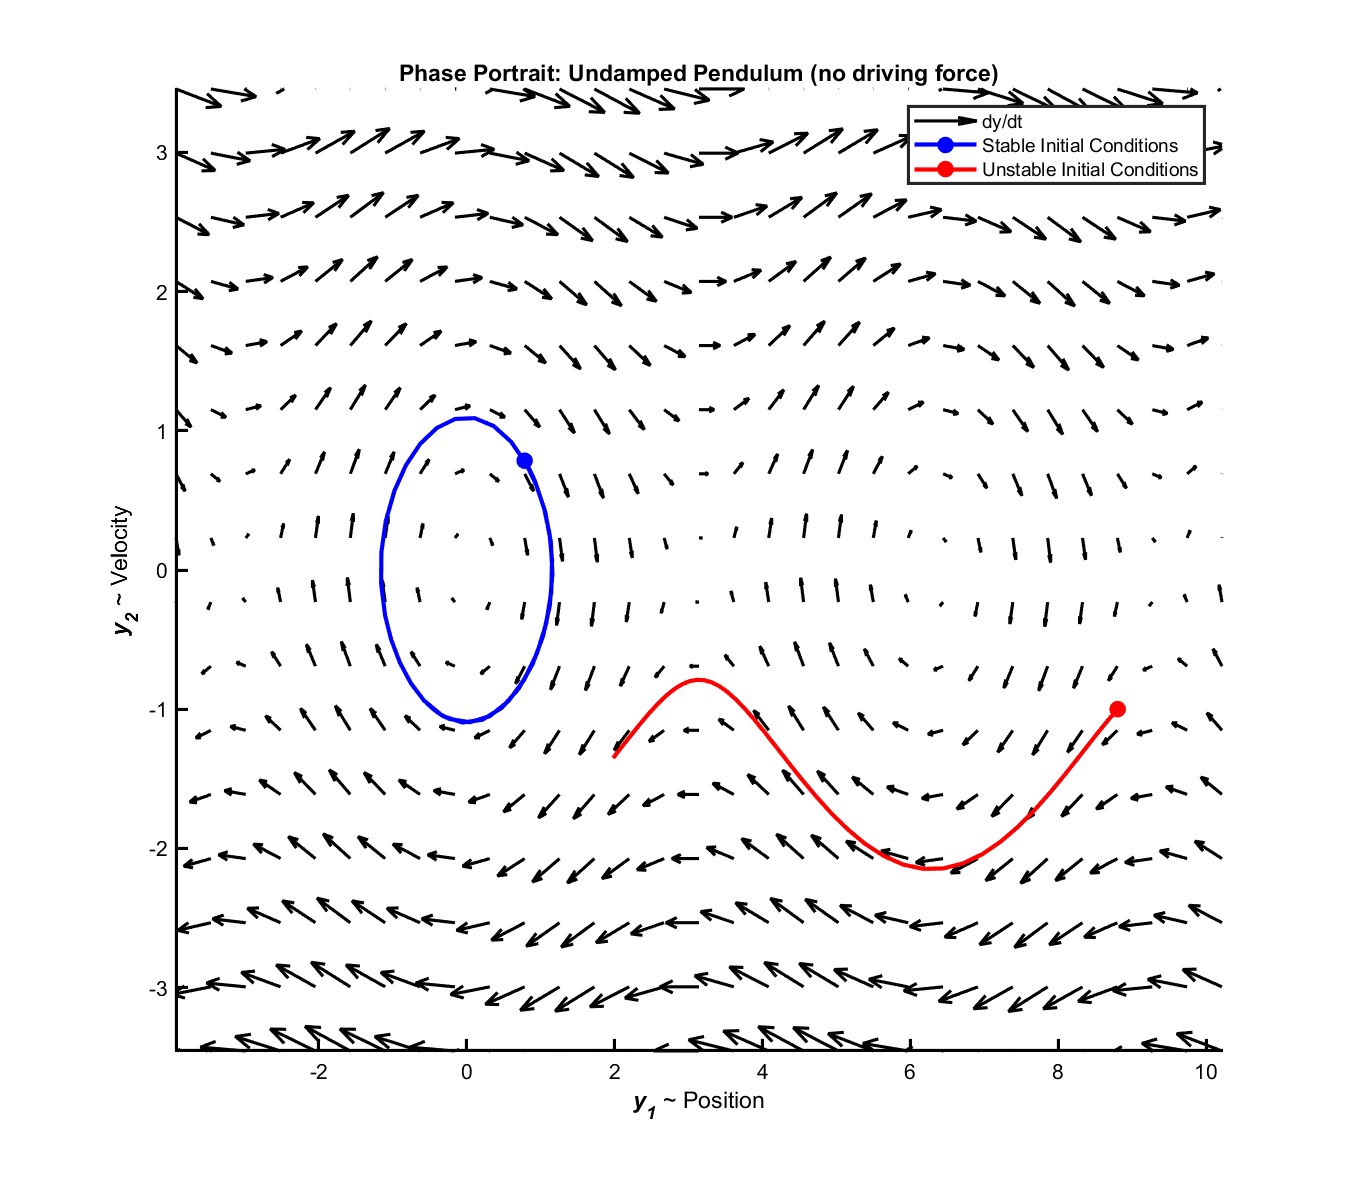 Phase Portrait: Undamped Pendulum (no driving force)
dy/dt
Stable Initial Conditions
Unstable Initial Conditions
3
2
1
0
-1
-2
-3
y2 ~ Velocity
-2 0 2 4 6 8 10
y1 ~ Position